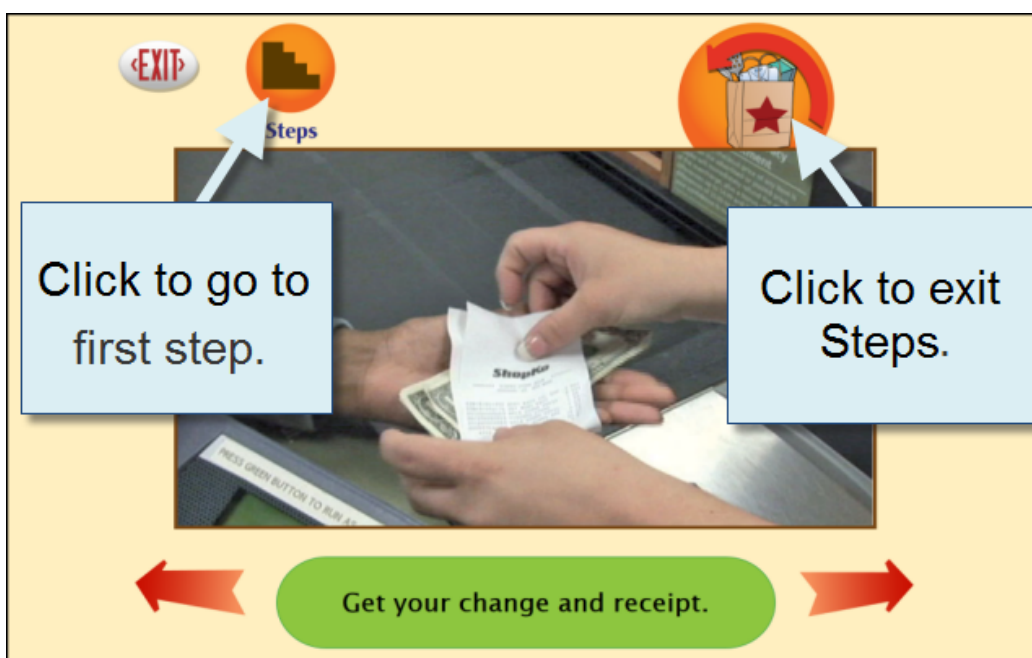 ‹EXIT›
Steps
Click to go to
first step.
Click to exit
Steps.
ShopKo
PRESS GREEN BUTTON TO RUN
Get your change and receipt.